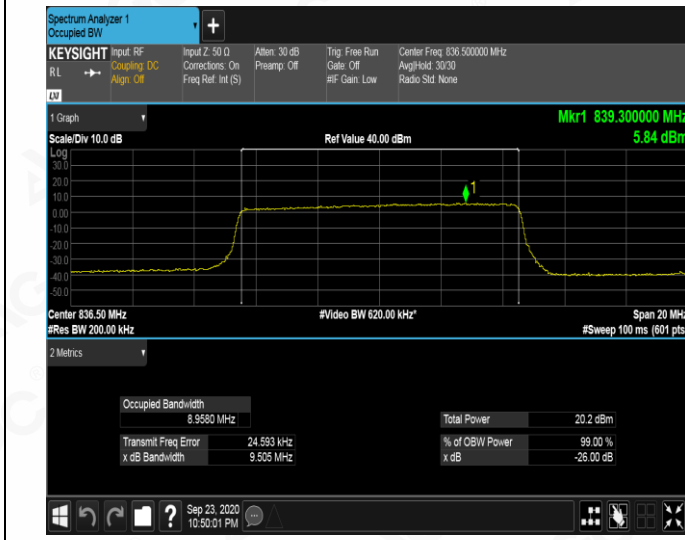 Spectrum Analyzer 1
Occupied BW
+
KEYSIGHT
RL
LXI
Input: RF
Coupling: DC
Align: Off
Input Z: 50 Ω
Corrections: On
Freq Ref: Int (S)
Atten: 30 dB
Preamp: Off
Trig: Free Run
Gate: Off
#IF Gain: Low
Center Freq: 836.500000 MHz
Avg|Hold: 30/30
Radio Std: None
1 Graph
Mkr1 839.300000 MHz
5.84 dBm
Scale/Div 10.0 dB
Ref Value 40.00 dBm
Log
30.0
20.0
10.0
0.00
-10.0
-20.0
-30.0
-40.0
-50.0
1
Center 836.50 MHz
#Video BW 620.00 kHz*
Span 20 MHz
#Res BW 200.00 kHz
#Sweep 100 ms (601 pts
2 Metrics
Occupied Bandwidth
8.9580 MHz
Total Power 20.2 dBm
Transmit Freq Error 24.593 kHz
% of OBW Power 99.00 %
x dB Bandwidth 9.505 MHz
x dB -26.00 dB
?
Sep 23, 2020
10:50:01 PM